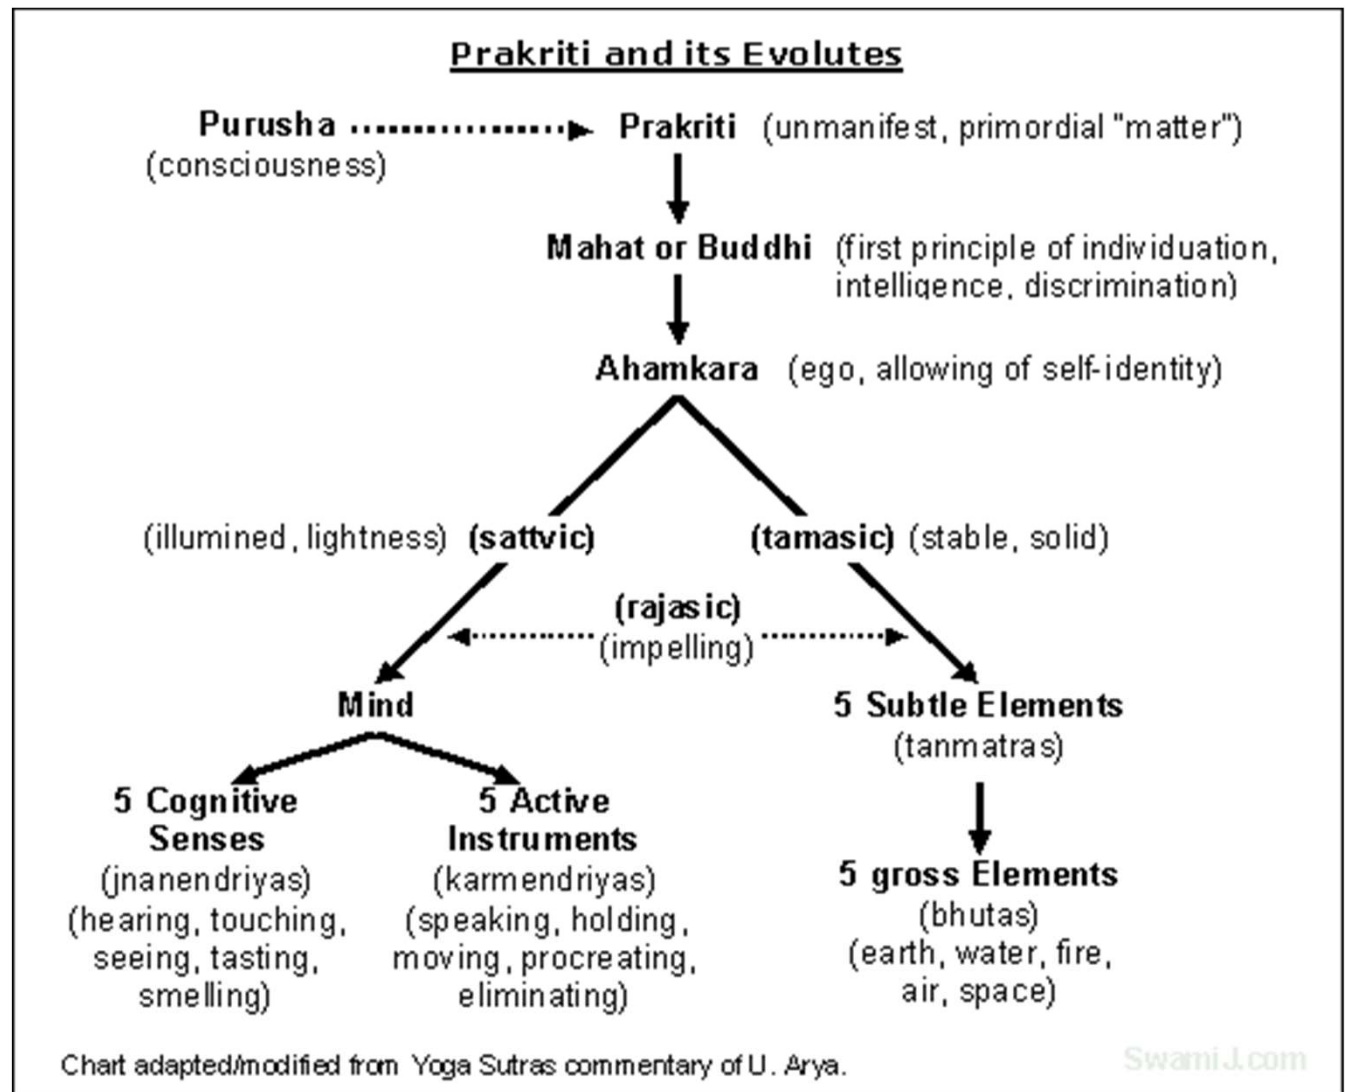 Prakriti and its Evolutes
Purusha
(consciousness)
Prakriti (unmanifest, primordial "matter")
Mahat or Buddhi (first principle of individuation,
intelligence, discrimination)
Ahamkara (ego, allowing of self-identity)
(illumined, lightness) (sattvic)
(tamasic) (stable, solid)
(rajasic)
(impelling)
Mind
5 Cognitive
Senses
(jnanendriyas)
(hearing, touching,
seeing, tasting,
smelling)
5 Active
Instruments
(karmendriyas)
(speaking, holding,
moving, procreating,
eliminating)
5 Subtle Elements
(tanmatras)
5 gross Elements
(bhutas)
(earth, water, fire,
air, space)
Chart adapted/modified from Yoga Sutras commentary of U. Arya.
SwamiJ.com